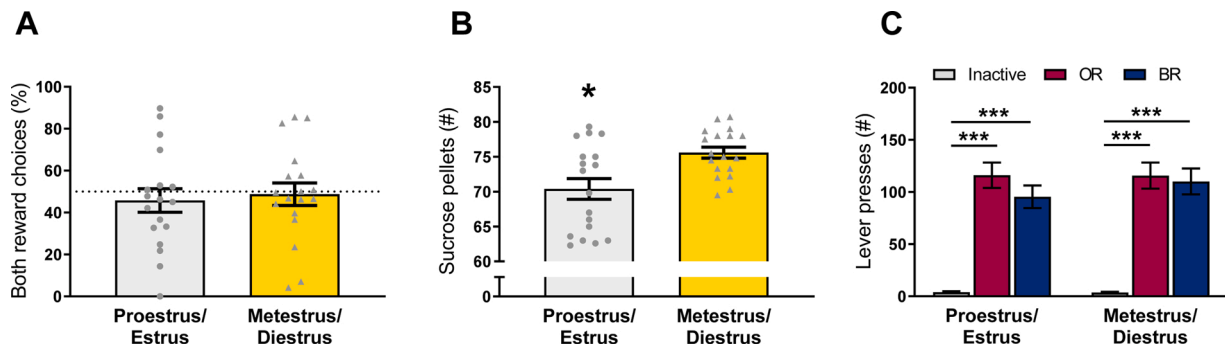 A
Both reward choices (%)
100
80
60
40
20
0
Proestrus/
Estrus
Metestrus/
Diestrus
B
Sucrose pellets (#)
85
80
75
70
65
60
0
*
Proestrus/
Estrus
Metestrus/
Diestrus
C
Inactive OR BR
Lever presses (#)
200
150
100
50
0
***
***
***
***
Proestrus/
Estrus
Metestrus/
Diestrus